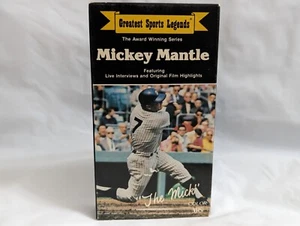 Greatest Sports Legends
The Award Winning Series
Mickey Mantle
Featuring
Live Interviews and Original Film Highlights
7
"The Mick"